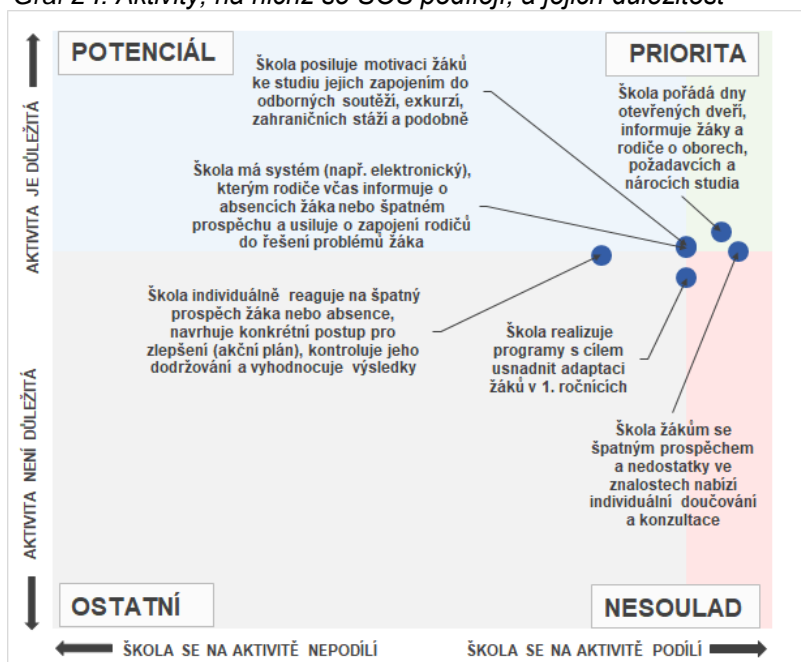 Graf 24: Aktivity, na nichž se SOŠ podílejí, a jejich důležitost
POTENCIÁL
PRIORITA
Škola posiluje motivaci žáků
ke studiu jejich zapojením do
odborných soutěží, exkurzí,
zahraničních stáží a podobně
Škola pořádá dny
otevřených dveří,
informuje žáky a
rodiče o oborech,
požadavcích a
nárocích studia
Škola má systém (např. elektronický),
kterým rodiče včas informuje o
absencích žáka nebo špatném
prospěchu a usiluje o zapojení rodičů
do řešení problémů žáka
Škola individuálně reaguje na špatný
prospěch žáka nebo absence,
navrhuje konkrétní postup pro
zlepšení (akční plán), kontroluje jeho
dodržování a vyhodnocuje výsledky
Škola realizuje
programy s cílem
usnadnit adaptaci
žáků v 1. ročnících
Škola žákům se
špatným prospěchem
a nedostatky ve
znalostech nabízí
individuální doučování
a konzultace
AKTIVITA JE DŮLEŽITÁ
AKTIVITA NENÍ DŮLEŽITÁ
OSTATNÍ
NESOULAD
ŠKOLA SE NA AKTIVITĚ NEPODÍLÍ
ŠKOLA SE NA AKTIVITĚ PODÍLÍ